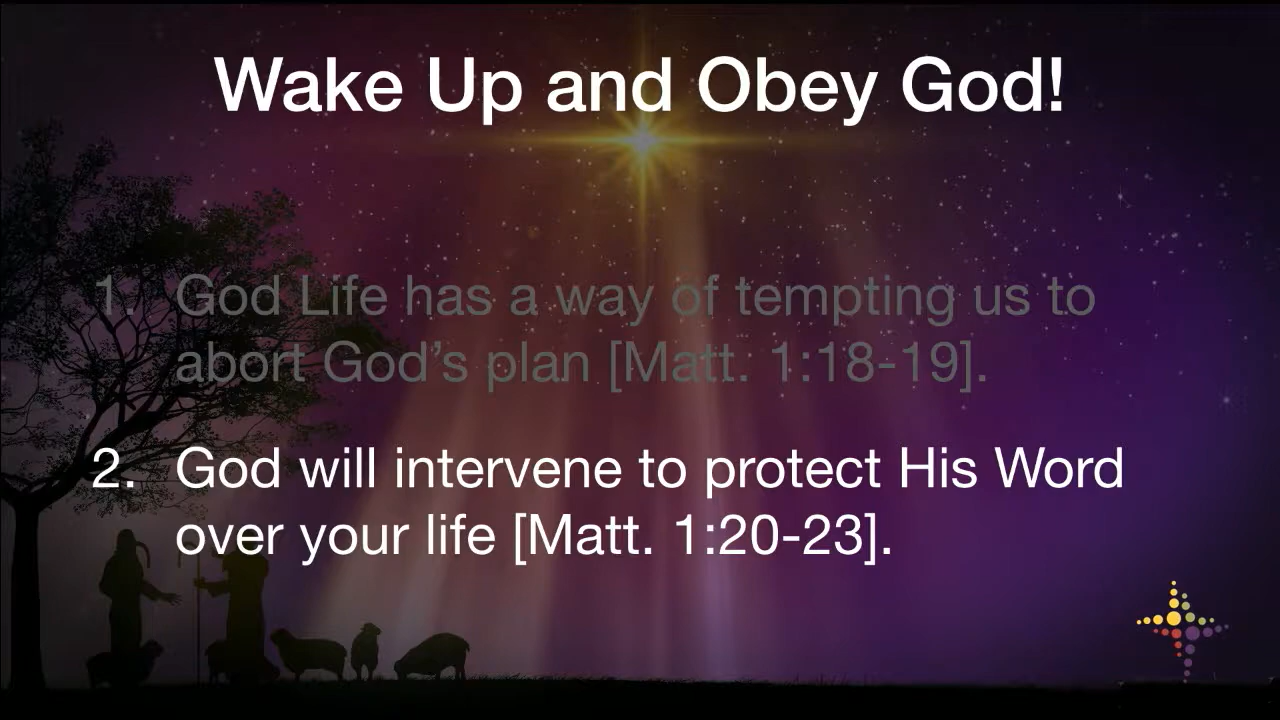 Wake Up and Obey God!
1. God Life has a way of tempting us to
abort God’s plan [Matt. 1:18-19].
2. God will intervene to protect His Word
over your life [Matt. 1:20-23].